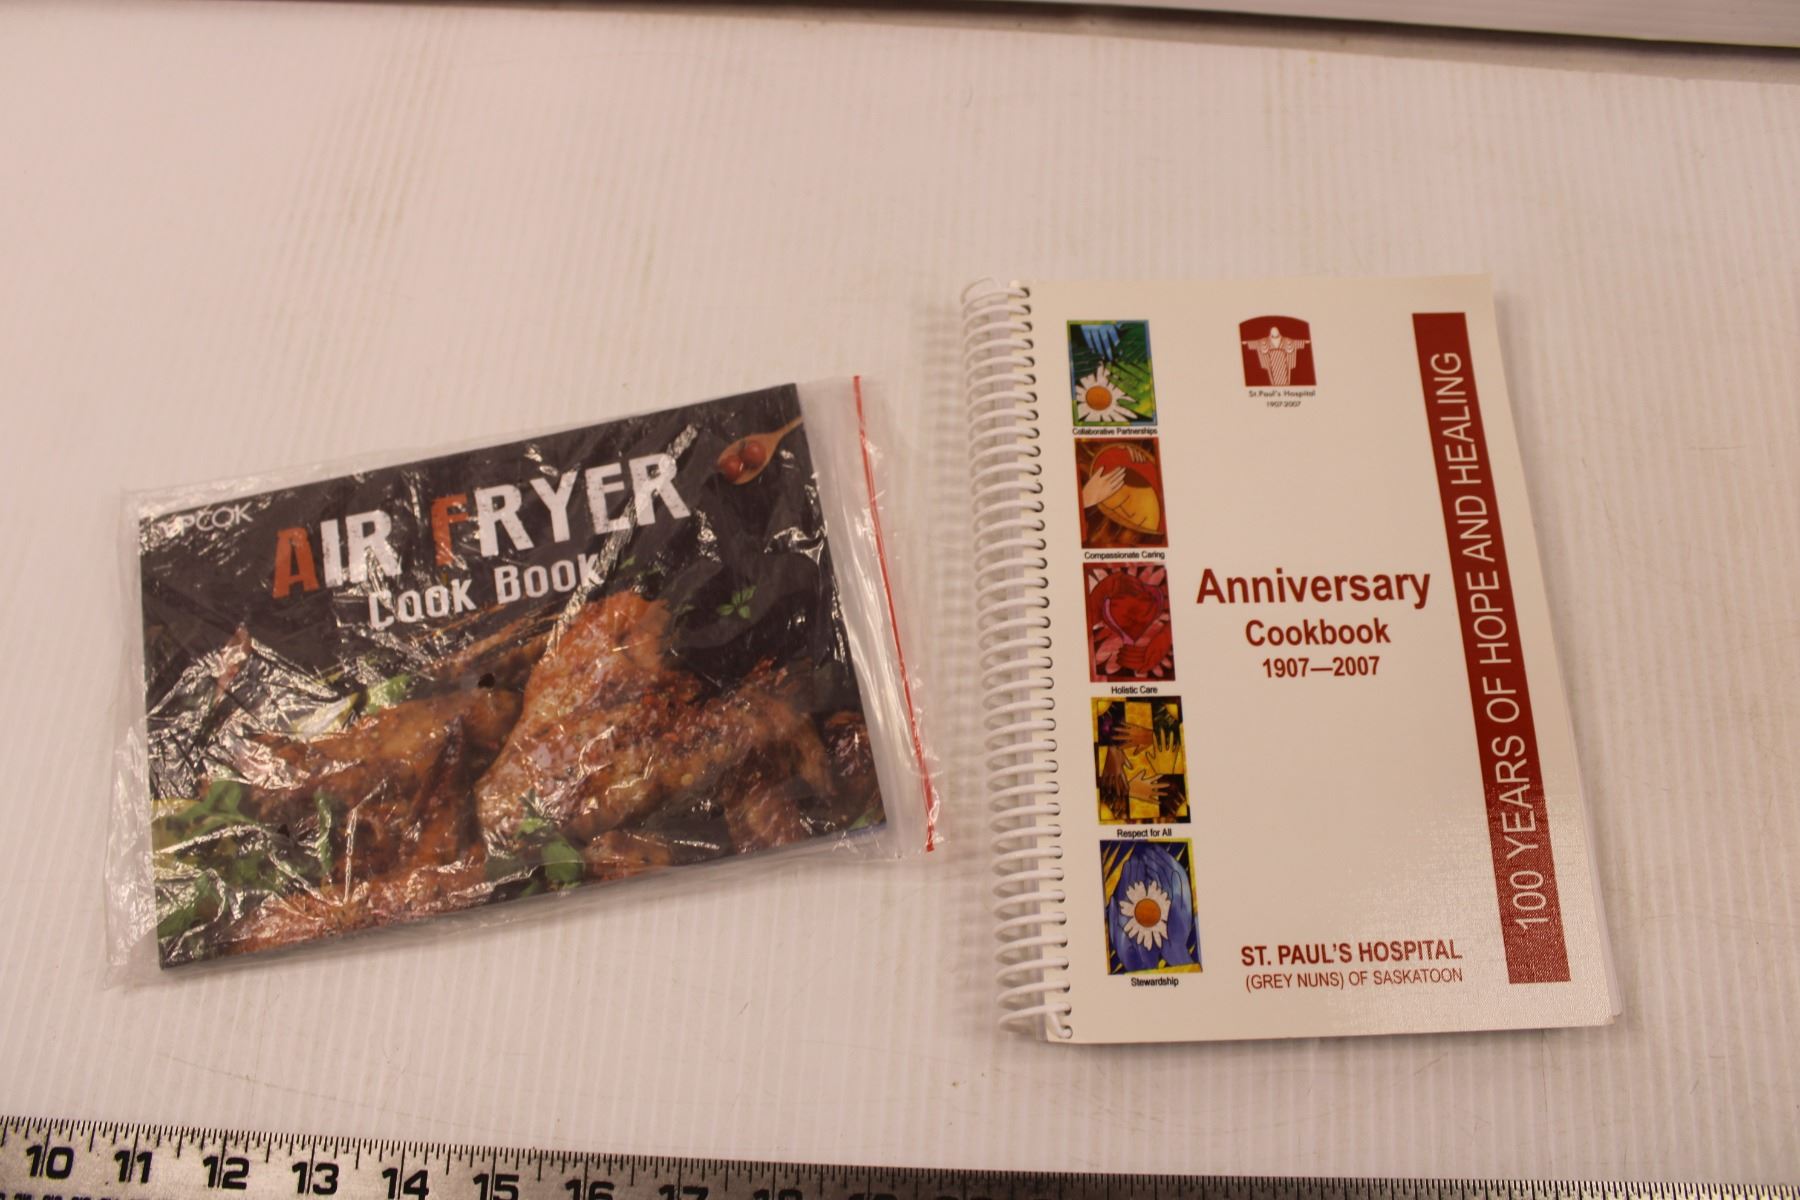 AIR FRYER
COOK BOOK
Collaborative Partnerships
Compassionate Caring
Holistic Care
Respect for All
Stewardship
St.Paul's Hospital
1907-2007
Anniversary
Cookbook
1907—2007
ST. PAUL'S HOSPITAL
(GREY NUNS) OF SASKATOON
100 YEARS OF HOPE AND HEALING
10 11 12 13 14 15 16 17 18